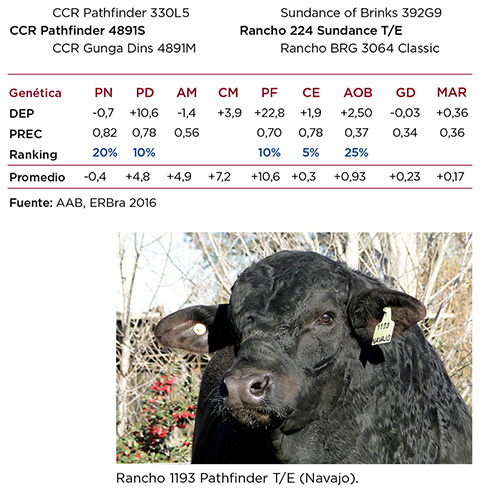 CCR Pathfinder 330L5 Sundance of Brinks 392G9
CCR Pathfinder 4891S Rancho 224 Sundance T/E
CCR Gunga Dins 4891M Rancho BRG 3064 Classic
Genética PN PD AM CM PF CE AOB GD MAR
DEP -0,7 +10,6 -1,4 +3,9 +22,8 +1,9 +2,50 -0,03 +0,36
PREC 0,82 0,78 0,56 0,70 0,78 0,37 0,34 0,36
Ranking 20% 10% 10% 5% 25%
Promedio -0,4 +4,8 +4,9 +7,2 +10,6 +0,3 +0,93 +0,23 +0,17
Fuente: AAB, ERBra 2016
1193
NAVAJO
Rancho 1193 Pathfinder T/E (Navajo).